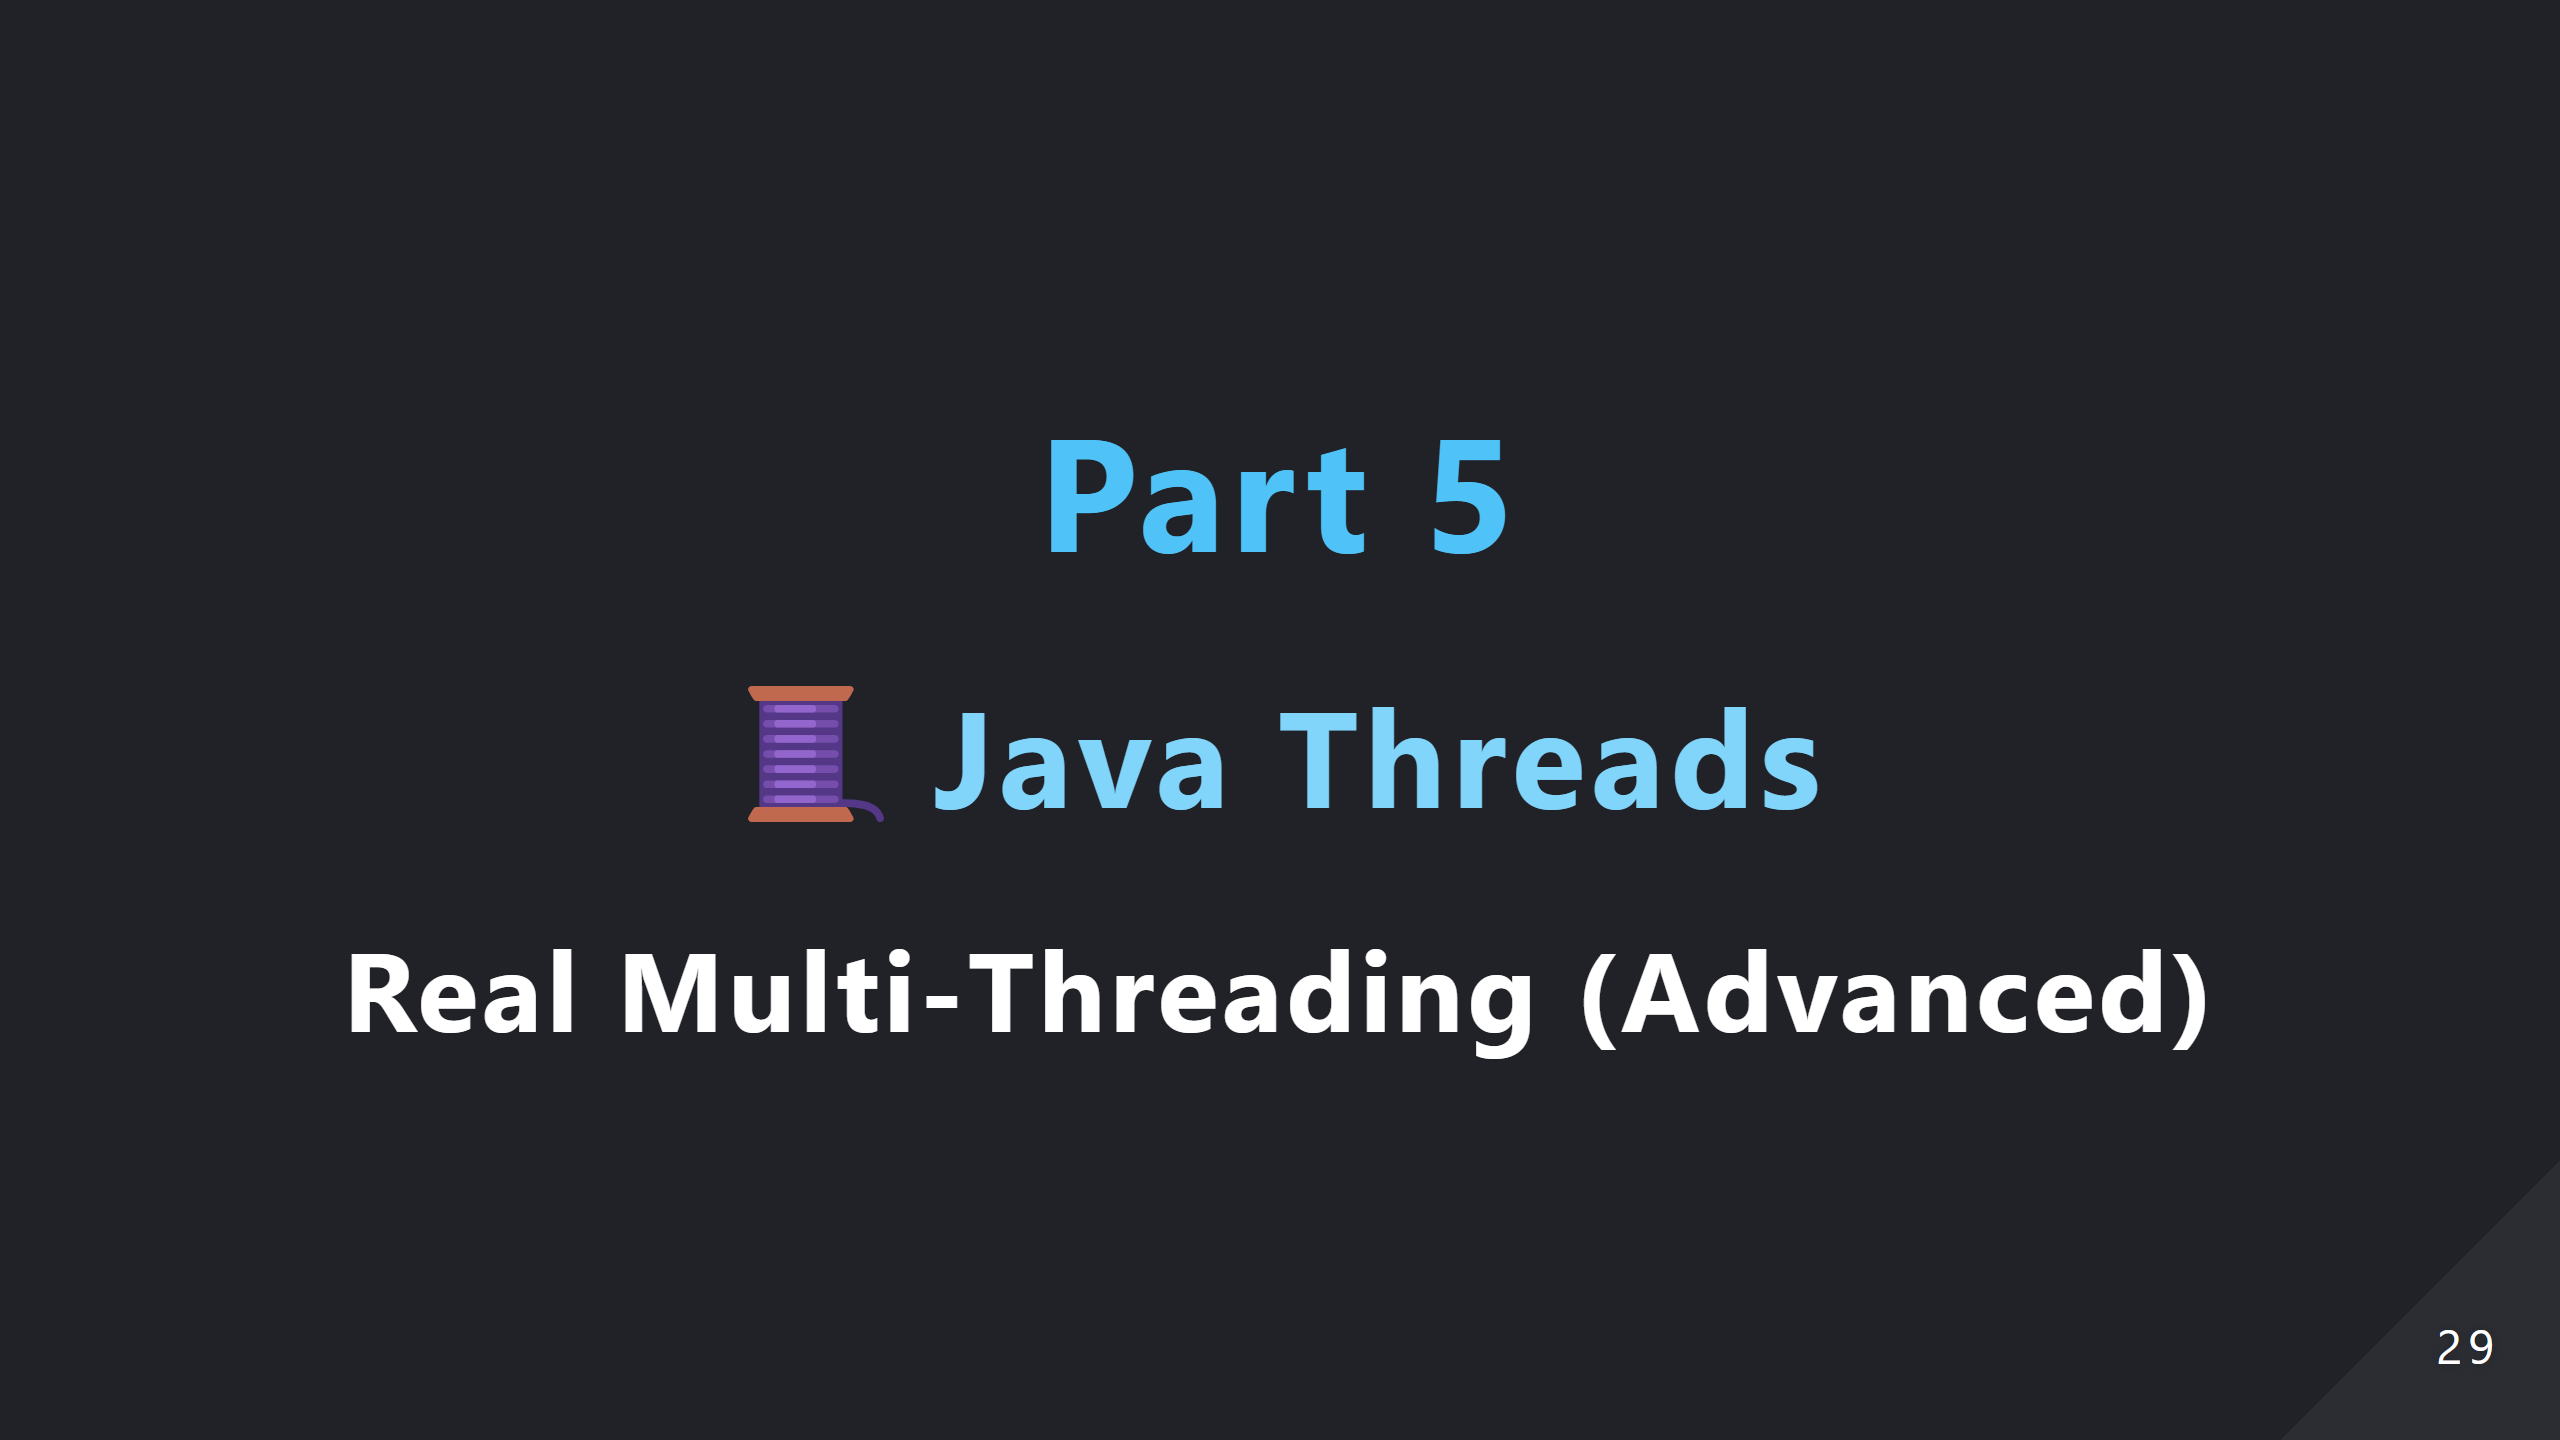 Part 5
🧵 Java Threads
Real Multi-Threading (Advanced)
29